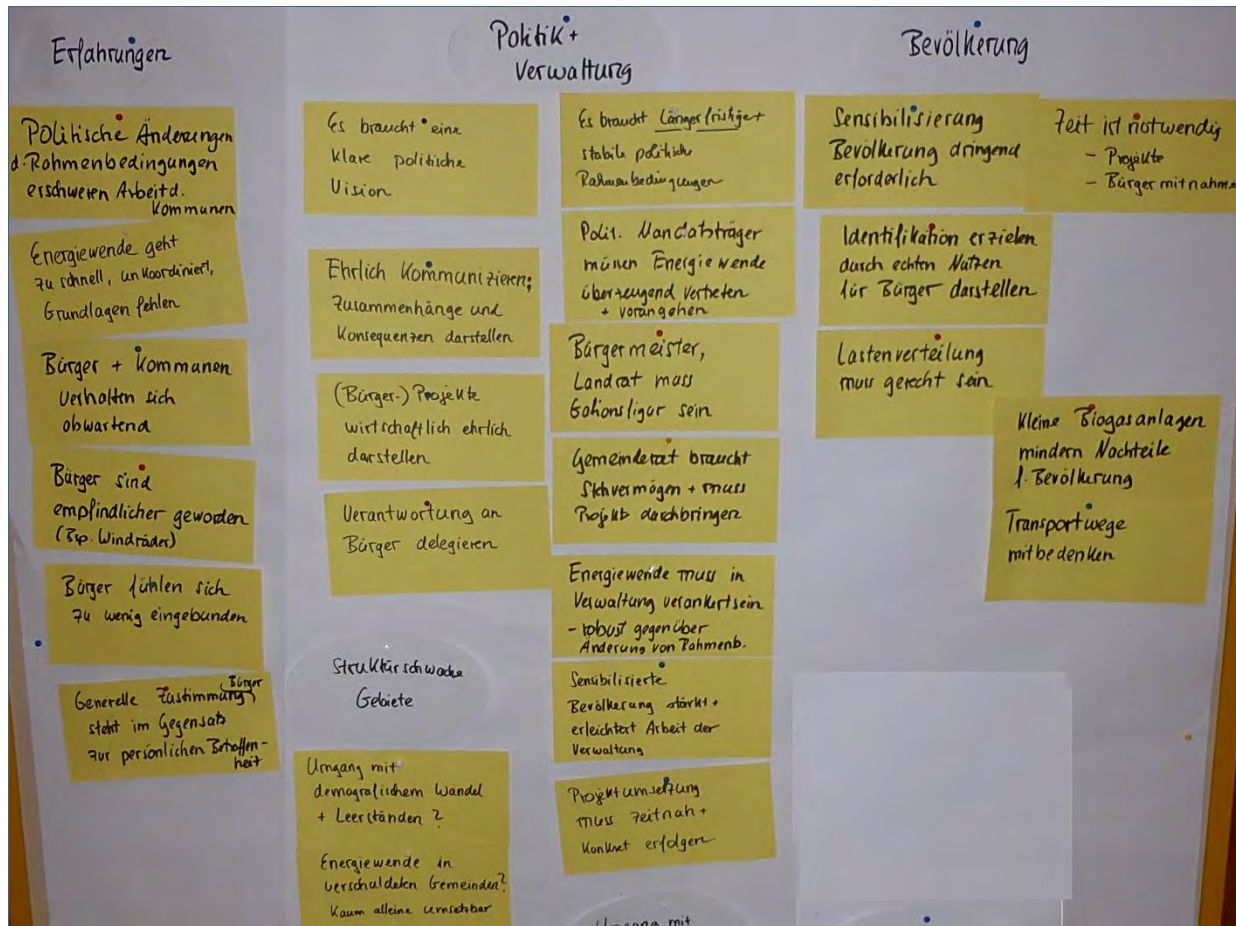 Erfahrungen
Politische Änderungen
d. Rahmenbedingungen
erschweren Arbeit d.
Kommunen
Energiewende geht
zu schnell, unkoordiniert,
Grundlagen fehlen
Bürger + Kommunen
verhalten sich
abwartend
Bürger sind
empfindlicher geworden
(Bsp. Windräder)
Bürger fühlen sich
zu wenig eingebunden
Generelle Zustimmung (Bürger)
steht im Gegensatz
zur persönlichen Betroffen-
heit
Politik +
Verwaltung
Es braucht eine
klare politische
Vision
Ehrlich Kommunizieren;
Zusammenhänge und
Konsequenzen darstellen
(Bürger-) Projekte
wirtschaftlich ehrlich
darstellen
Verantwortung an
Bürger delegieren
Strukturschwache
Gebiete
Umgang mit
demografischem Wandel
+ Leerständen?
Energiewende in
verschuldeten Gemeinden?
Kaum alleine umsetzbar
Es braucht Längerfristige +
stabile politische
Rahmenbedingungen
Polit. Mandatsträger
müssen Energiewende
überzeugend vertreten
+ vorangehen
Bürgermeister,
Landrat muss
Galionsfigur sein
Gemeinderat braucht
Stehvermögen + muss
Projekte durchbringen
Energiewende muss in
Verwaltung verankert sein
- robust gegenüber
Änderung von Rahmenb.
Sensibilisierte
Bevölkerung stärkt +
erleichtert Arbeit der
Verwaltung
Projektumsetzung
muss zeitnah +
konkret erfolgen
Umgang mit
Bevölkerung
Sensibilisierung
Bevölkerung dringend
erforderlich
Zeit ist notwendig
- Projekte
- Bürgermitnahme
Identifikation erzielen
durch echten Nutzen
für Bürger darstellen
Lastenverteilung
muss gerecht sein
Kleine Biogasanlagen
mindern Nachteile
f. Bevölkerung
Transportwege
mitbedenken